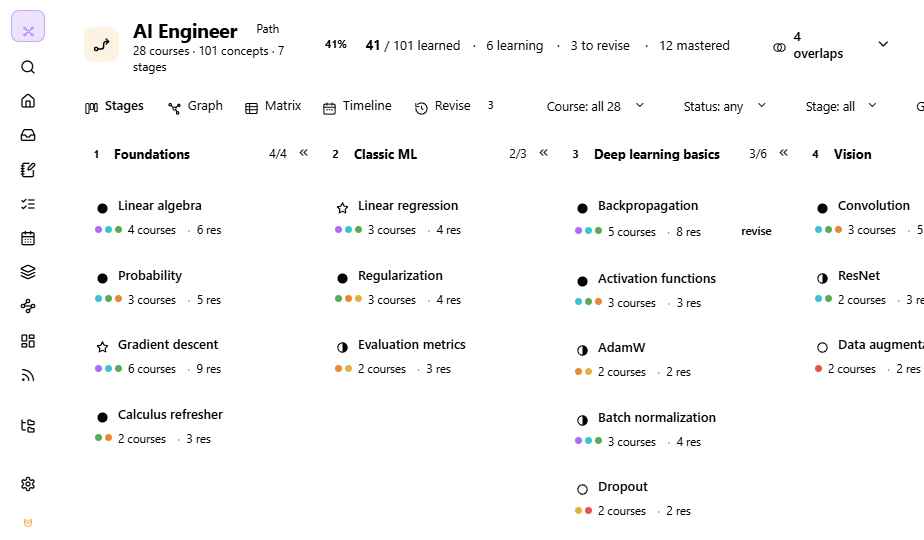 AI Engineer Path
28 courses · 101 concepts · 7
stages
41% 41 / 101 learned · 6 learning · 3 to revise · 12 mastered
4
overlaps
Stages Graph Matrix Timeline Revise 3 Course: all 28 Status: any Stage: all G
1 Foundations 4/4
Linear algebra
4 courses · 6 res
Probability
3 courses · 5 res
Gradient descent
6 courses · 9 res
Calculus refresher
2 courses · 3 res
2 Classic ML 2/3
Linear regression
3 courses · 4 res
Regularization
3 courses · 4 res
Evaluation metrics
2 courses · 3 res
3 Deep learning basics 3/6
Backpropagation
5 courses · 8 res revise
Activation functions
3 courses · 3 res
AdamW
2 courses · 2 res
Batch normalization
3 courses · 4 res
Dropout
2 courses · 2 res
4 Vision
Convolution
3 courses · 5
ResNet
2 courses · 3 re
Data augmenta
2 courses · 2 res